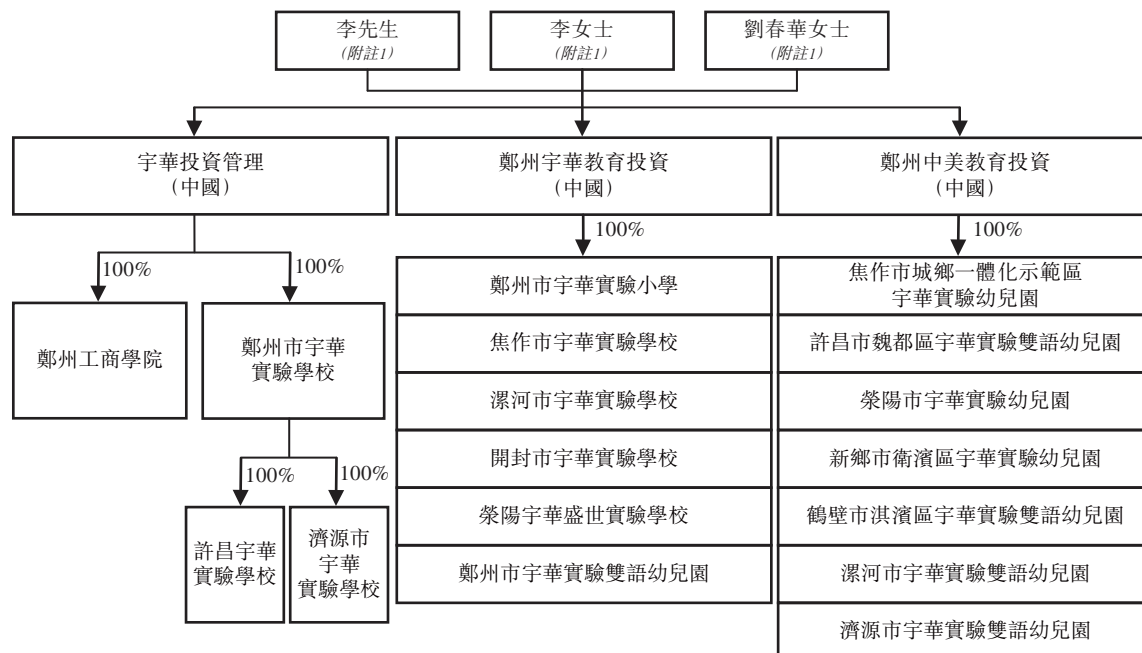 李先生
(附註1)
李女士
(附註1)
劉春華女士
(附註1)
宇華投資管理
（中國）
鄭州宇華教育投資
（中國）
鄭州中美教育投資
（中國）
100%
100%
100%
100%
鄭州工商學院
鄭州市宇華
實驗學校
100%
100%
許昌宇華
實驗學校
濟源市
宇華
實驗學校
鄭州市宇華實驗小學
焦作市宇華實驗學校
漯河市宇華實驗學校
開封市宇華實驗學校
滎陽宇華盛世實驗學校
鄭州市宇華實驗雙語幼兒園
焦作市城鄉一體化示範區
宇華實驗幼兒園
許昌市魏都區宇華實驗雙語幼兒園
滎陽市宇華實驗幼兒園
新鄉市衛濱區宇華實驗幼兒園
鶴壁市淇濱區宇華實驗雙語幼兒園
漯河市宇華實驗雙語幼兒園
濟源市宇華實驗雙語幼兒園